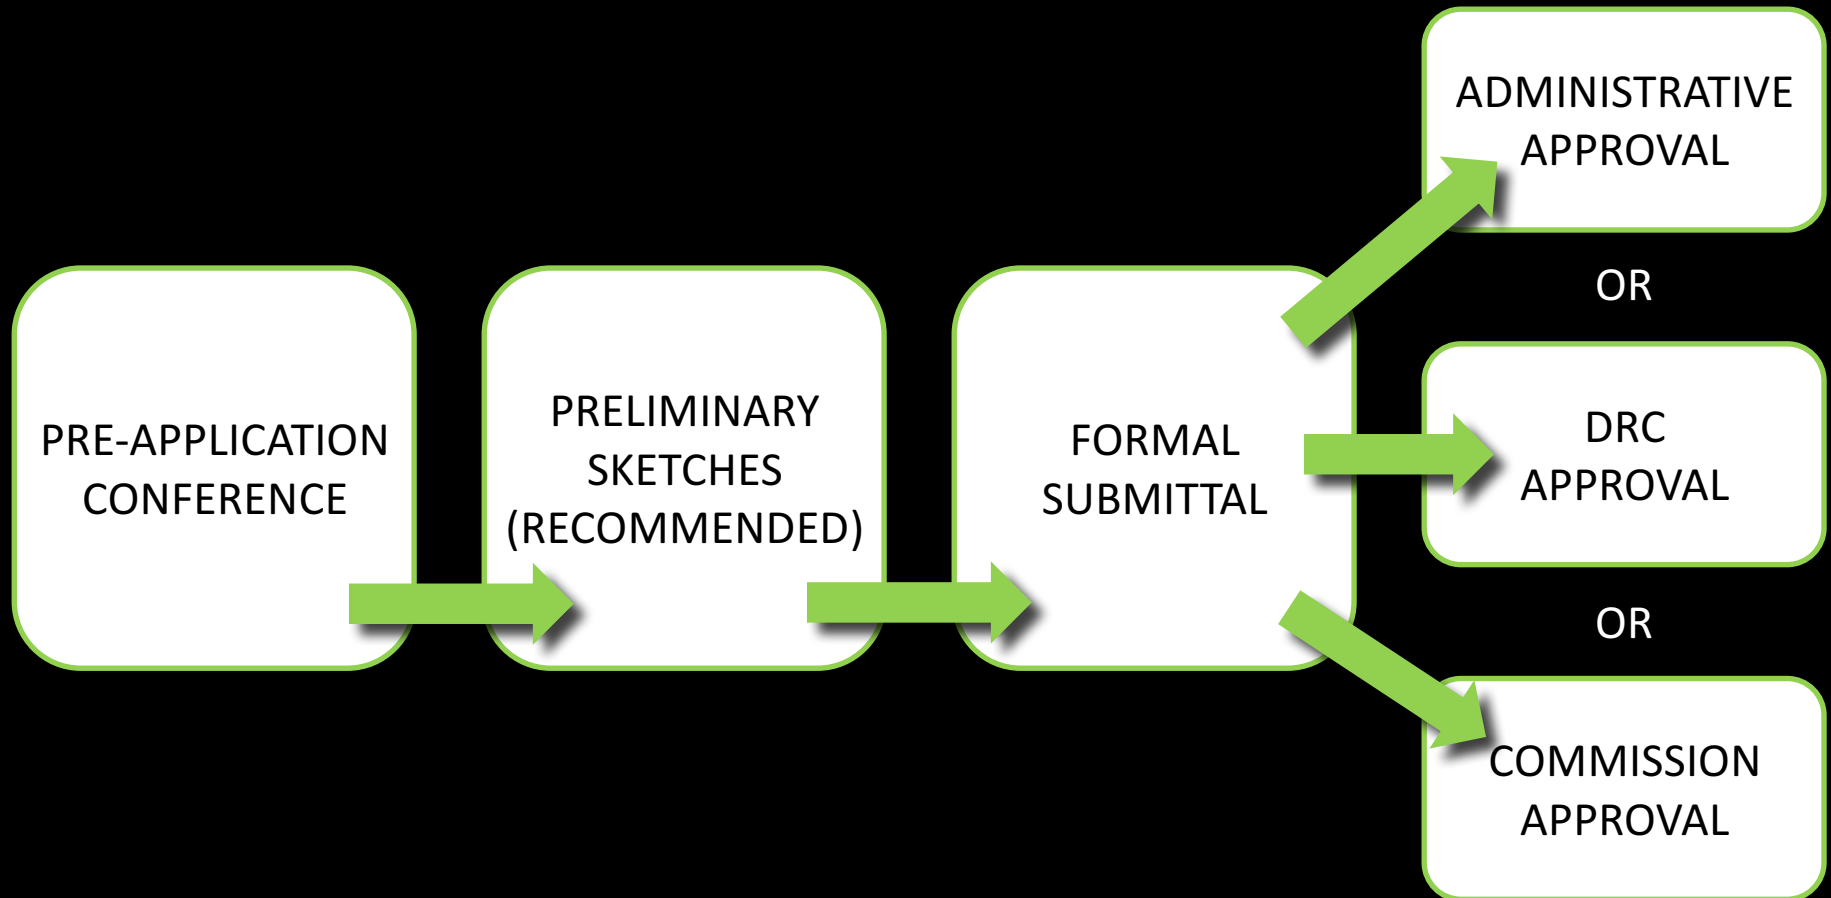 PRE-APPLICATION
CONFERENCE
PRELIMINARY
SKETCHES
(RECOMMENDED)
FORMAL
SUBMITTAL
ADMINISTRATIVE
APPROVAL
OR
DRC
APPROVAL
OR
COMMISSION
APPROVAL